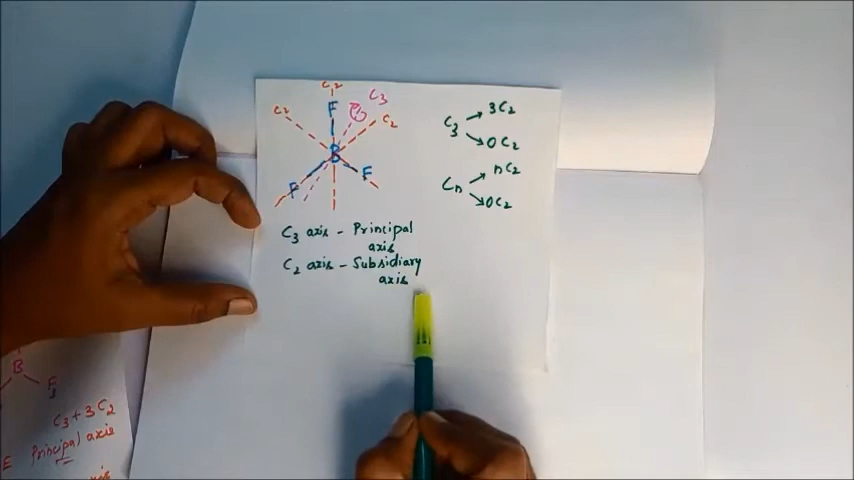 C2
C2
F
C3
C2
B
F
F
C3 → 3C2
→ 0C2
Cn → nC2
→ 0C2
C3 axis - Principal
axis
C2 axis - Subsidiary
axis
B
F
C3 + 3C2
Principal axis